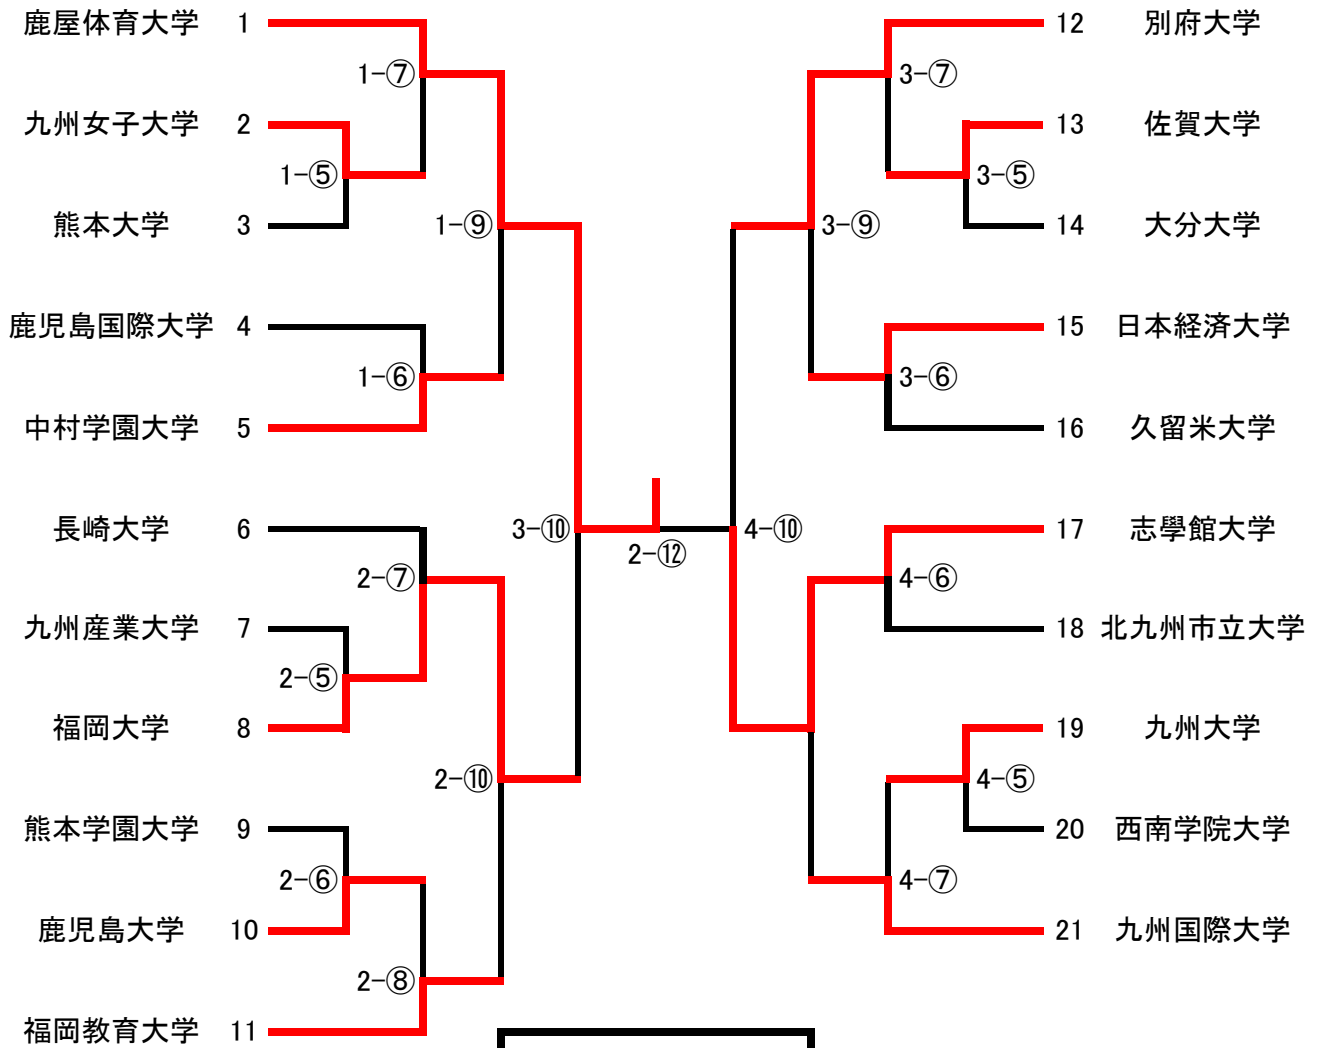 鹿屋体育大学 1
12 別府大学
1-⑦
3-⑦
九州女子大学 2
13 佐賀大学
1-⑤
3-⑤
熊本大学 3
1-⑨
3-⑨
14 大分大学
鹿児島国際大学 4
15 日本経済大学
1-⑥
3-⑥
中村学園大学 5
16 久留米大学
長崎大学 6
3-⑩
4-⑩
17 志學館大学
2-⑫
2-⑦
4-⑥
九州産業大学 7
18 北九州市立大学
2-⑤
福岡大学 8
19 九州大学
2-⑩
4-⑤
熊本学園大学 9
20 西南学院大学
2-⑥
4-⑦
鹿児島大学 10
21 九州国際大学
2-⑧
福岡教育大学 11